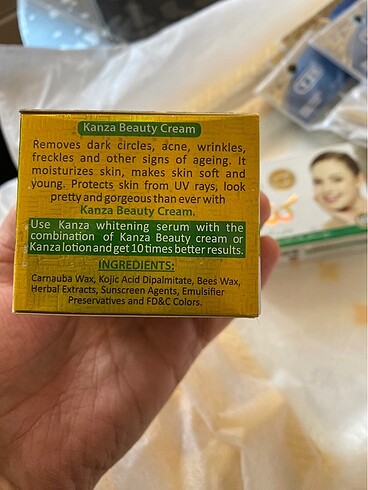 Kanza Beauty Cream
Removes dark circles, acne, wrinkles,
freckles and other signs of ageing. It
moisturizes skin, makes skin soft and
young. Protects skin from UV rays, look
pretty and gorgeous than ever with
Kanza Beauty Cream.
Use Kanza whitening serum with the
combination of Kanza Beauty cream or
Kanza lotion and get 10 times better results.
INGREDIENTS:
Carnauba Wax, Kojic Acid Dipalmitate, Bees Wax,
Herbal Extracts, Sunscreen Agents, Emulsifier
Preservatives and FD&C Colors.